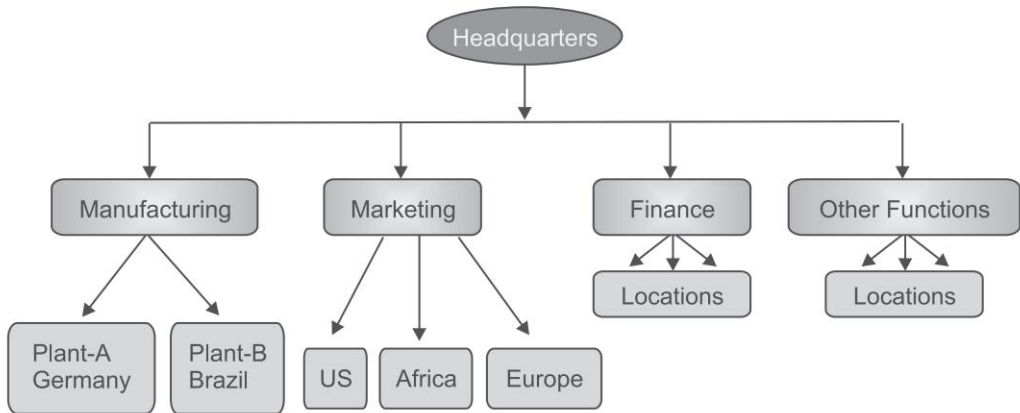 Headquarters
Manufacturing
Marketing
Finance
Other Functions
Locations
Locations
Plant-A
Germany
Plant-B
Brazil
US
Africa
Europe